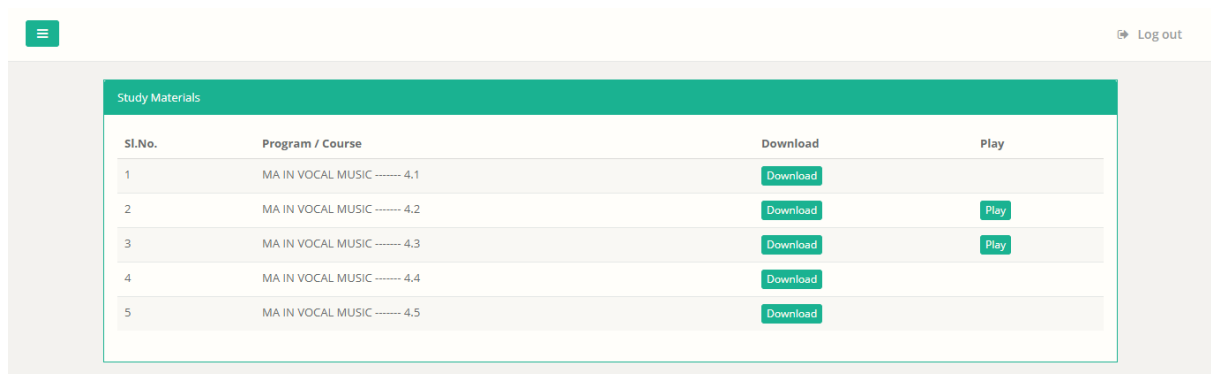 Log out
Study Materials
Sl.No. Program / Course Download Play
1 MA IN VOCAL MUSIC ------- 4.1 Download
2 MA IN VOCAL MUSIC ------- 4.2 Download Play
3 MA IN VOCAL MUSIC ------- 4.3 Download Play
4 MA IN VOCAL MUSIC ------- 4.4 Download
5 MA IN VOCAL MUSIC ------- 4.5 Download